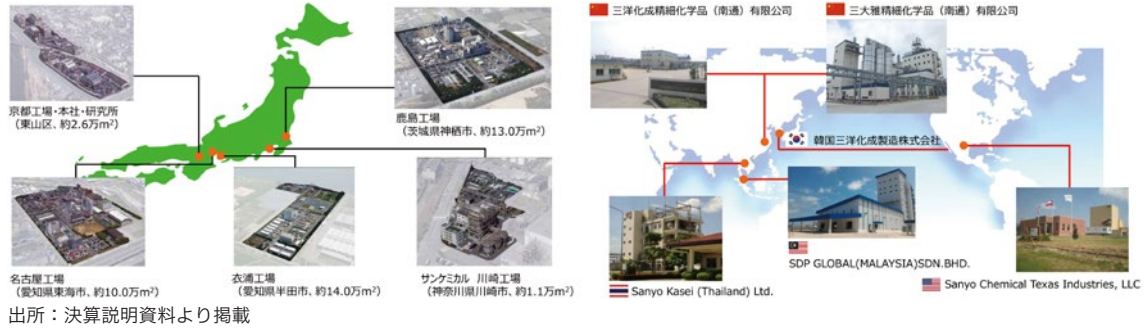 京都工場・本社・研究所
(東山区、約2.6万m²)
鹿島工場
(茨城県神栖市、約13.0万m²)
名古屋工場
(愛知県東海市、約10.0万m²)
衣浦工場
(愛知県半田市、約14.0万m²)
サンケミカル 川崎工場
(神奈川県川崎市、約1.1万m²)
三洋化成精細化学品(南通)有限公司
三大雅精細化学品(南通)有限公司
韓国三洋化成製造株式会社
SDP GLOBAL(MALAYSIA)SDN.BHD.
Sanyo Kasei (Thailand) Ltd.
Sanyo Chemical Texas Industries, LLC
出所:決算説明資料より掲載